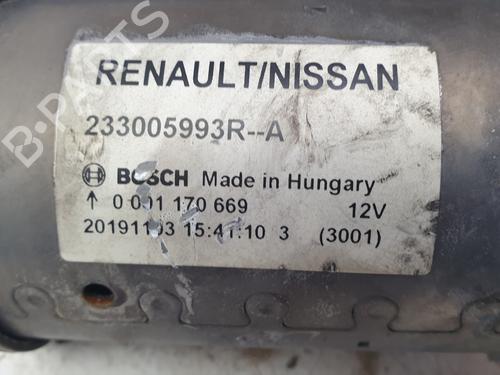 RENAULT/NISSAN
233005993R--A
BOSCH Made in Hungary
↑ 0 001 170 669 12V
20191103 15:41:10 3 (3001)
B-PARTS